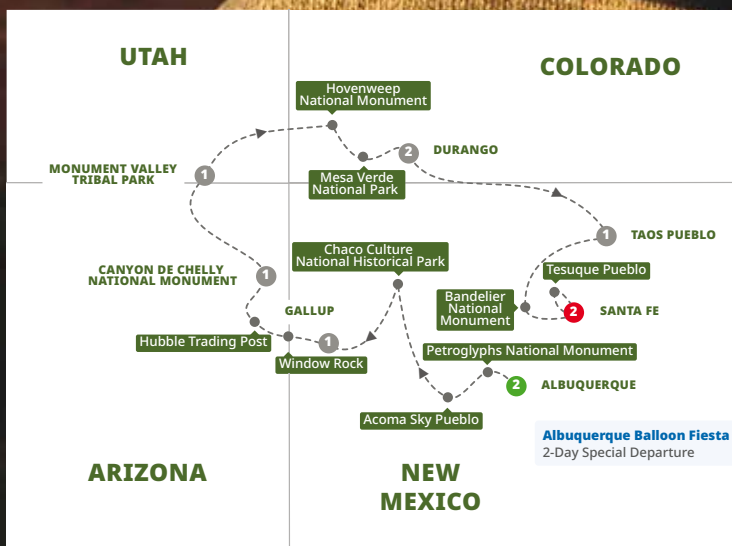 UTAH
COLORADO
Hovenweep
National Monument
2
DURANGO
MONUMENT VALLEY
TRIBAL PARK
1
Mesa Verde
National Park
1
TAOS PUEBLO
Chaco Culture
National Historical Park
CANYON DE CHELLY
NATIONAL MONUMENT
1
Tesuque Pueblo
Bandelier
National
Monument
2
SANTA FE
GALLUP
1
Hubble Trading Post
Window Rock
Petroglyphs National Monument
2
ALBUQUERQUE
Acoma Sky Pueblo
Albuquerque Balloon Fiesta
2-Day Special Departure
ARIZONA
NEW
MEXICO